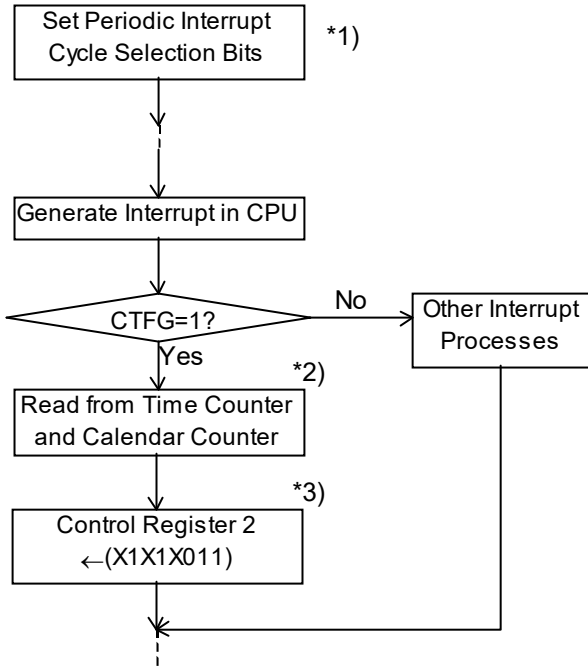 Set Periodic Interrupt
Cycle Selection Bits
*1)
Generate Interrupt in CPU
CTFG=1?
No
Other Interrupt
Processes
Yes
*2)
Read from Time Counter
and Calendar Counter
*3)
Control Register 2
←(X1X1X011)